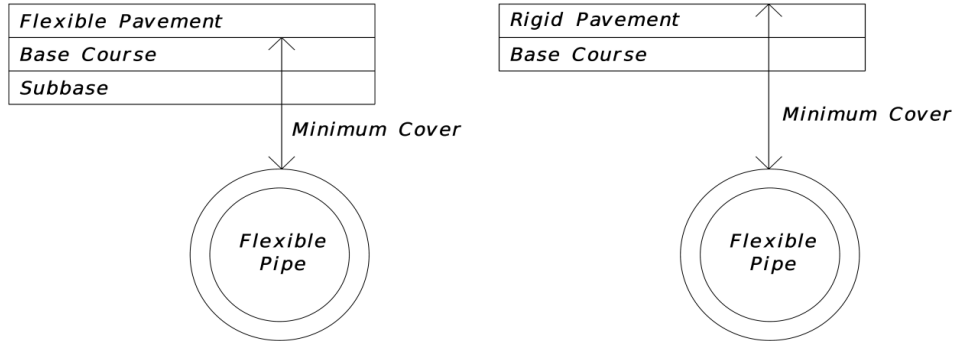 Flexible Pavement
Base Course
Subbase
Minimum Cover
Flexible
Pipe
Rigid Pavement
Base Course
Minimum Cover
Flexible
Pipe